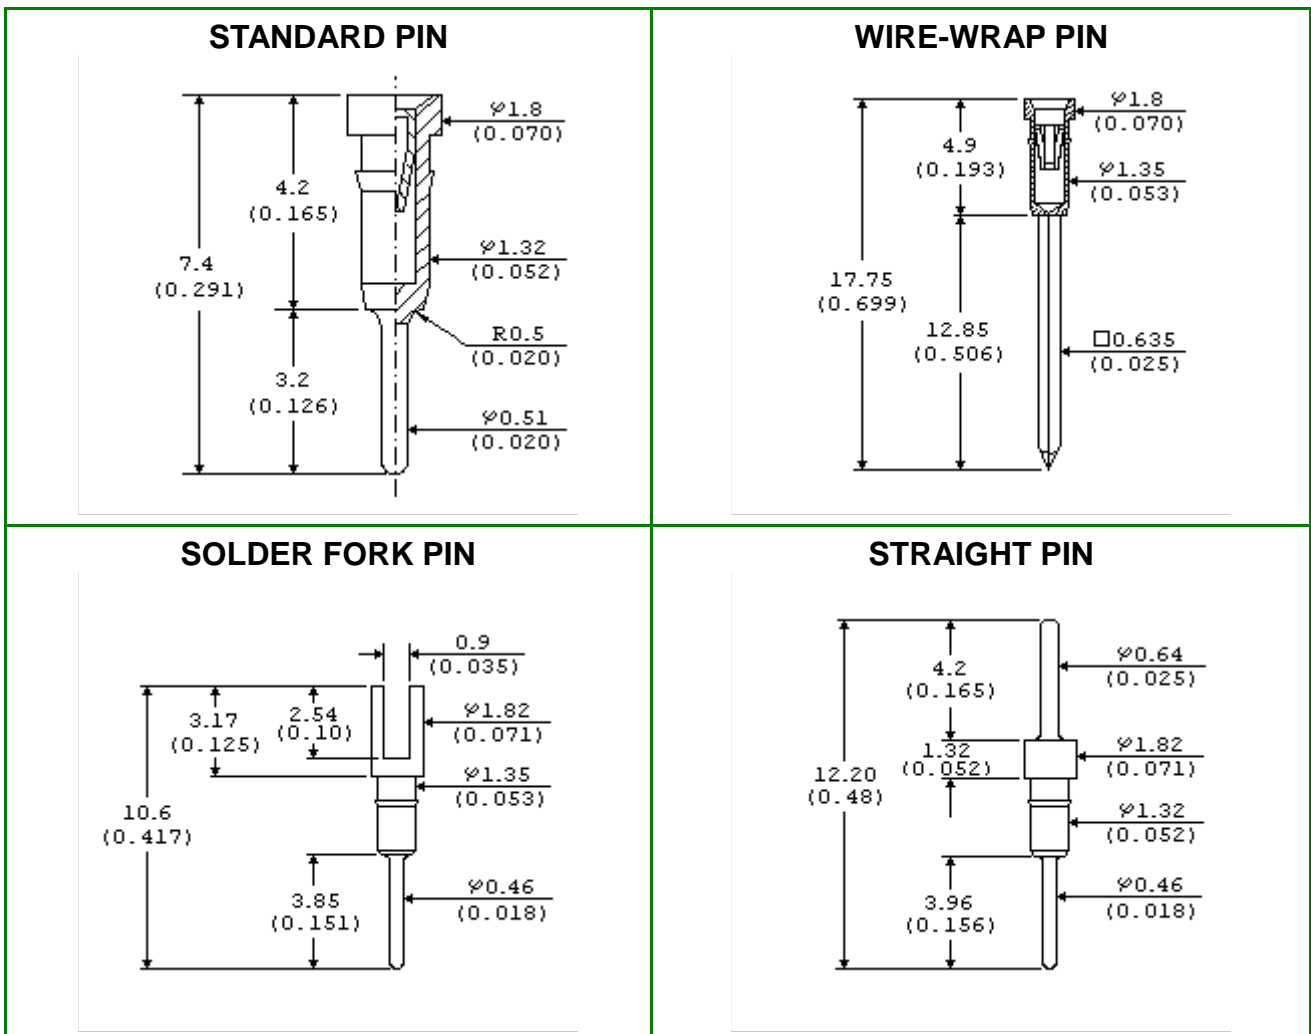 STANDARD PIN
φ1.8
(0.070)
4.2
(0.165)
φ1.32
(0.052)
7.4
(0.291)
R0.5
(0.020)
3.2
(0.126)
φ0.51
(0.020)
WIRE-WRAP PIN
φ1.8
(0.070)
4.9
(0.193)
φ1.35
(0.053)
17.75
(0.699)
12.85
(0.506)
□0.635
(0.025)
SOLDER FORK PIN
0.9
(0.035)
3.17
(0.125)
2.54
(0.10)
φ1.82
(0.071)
φ1.35
(0.053)
10.6
(0.417)
3.85
(0.151)
φ0.46
(0.018)
STRAIGHT PIN
4.2
(0.165)
φ0.64
(0.025)
1.32
(0.052)
φ1.82
(0.071)
12.20
(0.48)
φ1.32
(0.052)
3.96
(0.156)
φ0.46
(0.018)